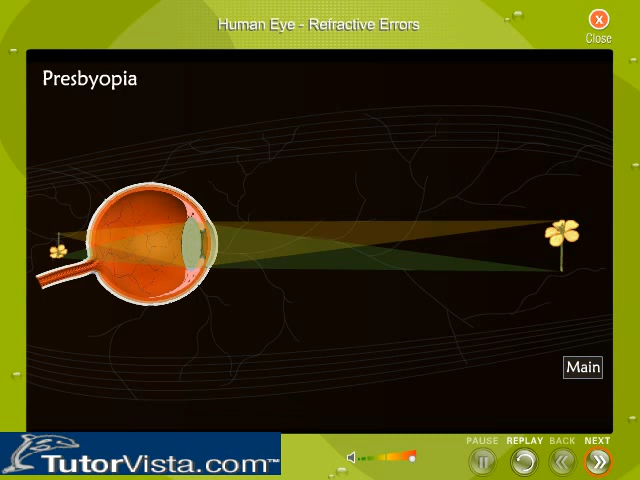 Human Eye - Refractive Errors
Close
Presbyopia
Main
PAUSE REPLAY BACK NEXT
TutorVista.com™